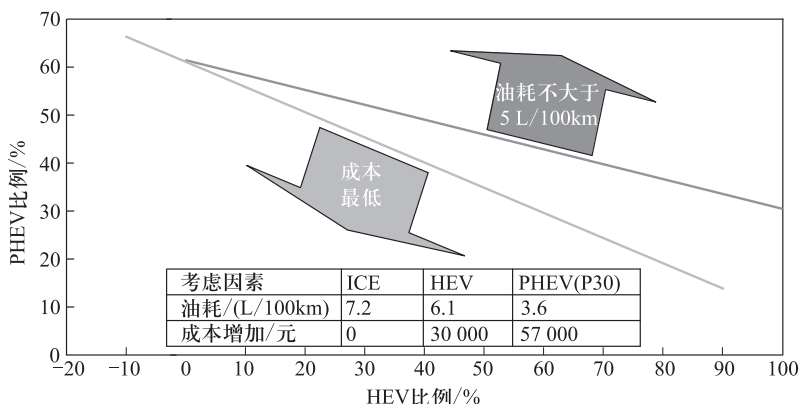 70
60
50
40
30
20
10
0
PHEV比例/%
油耗不大于
5 L/100km
成本
最低
考虑因素 ICE HEV PHEV(P30)
油耗/(L/100km) 7.2 6.1 3.6
成本增加/元 0 30 000 57 000
−20 −10 0 10 20 30 40 50 60 70 80 90 100
HEV比例/%